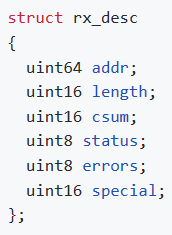 struct rx_desc
{
  uint64 addr;
  uint16 length;
  uint16 csum;
  uint8 status;
  uint8 errors;
  uint16 special;
};